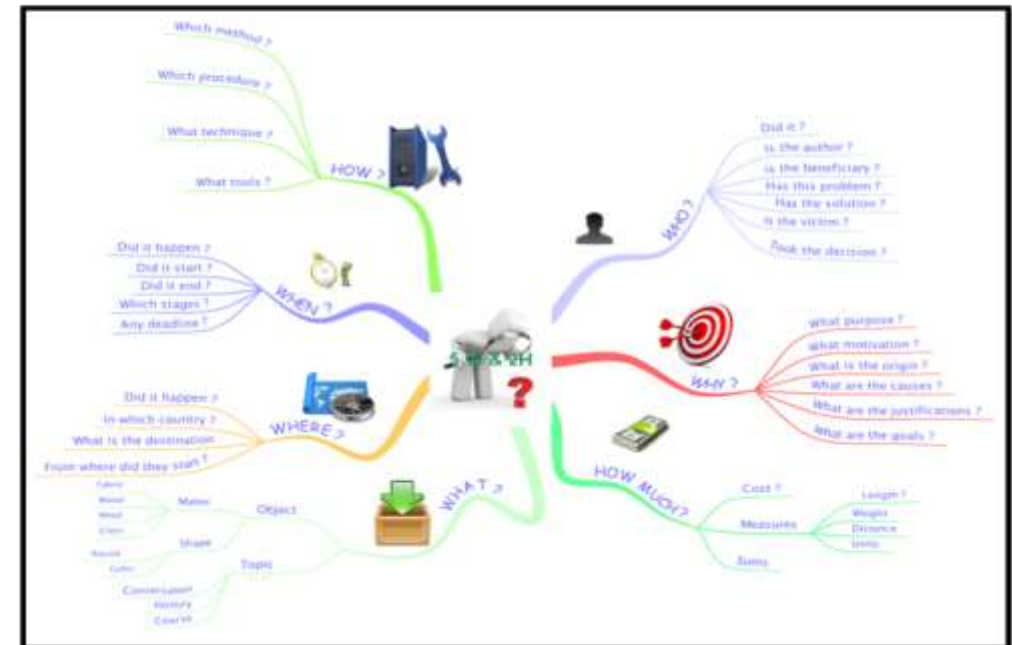 5 W & 2H
?
WHO?
Did it ?
is the author ?
is the beneficiary ?
Has this problem ?
Has the solution ?
Is the victim ?
Took the decision ?
WHY?
What purpose ?
What motivation ?
What is the origin ?
What are the causes ?
What are the justifications ?
What are the goals ?
HOW MUCH?
Cost ?
Measures
Length ?
Weight
Distance
Units
Sums
WHAT ?
Object
Matter
Metal
Wood
Shape
Round
Topic
Conversation
History
Course
WHERE?
Did it happen ?
In which country ?
What is the destination
From where did they start ?
WHEN ?
Did it happen ?
Did it start ?
Did it end ?
Which stages ?
Any deadline ?
HOW ?
Which method ?
Which procedure ?
What technique ?
What tools ?